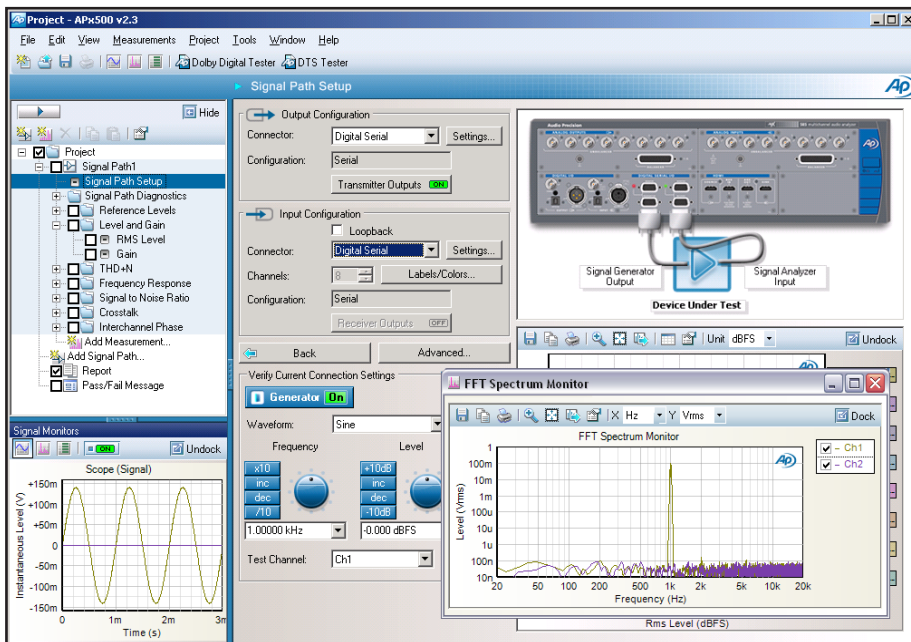 Project - APx500 v2.3
File Edit View Measurements Project Tools Window Help
Dolby Digital Tester DTS Tester
Signal Path Setup
AP
Hide
Project
Signal Path1
Signal Path Setup
Signal Path Diagnostics
Reference Levels
Level and Gain
RMS Level
Gain
THD+N
Frequency Response
Signal to Noise Ratio
Crosstalk
Interchannel Phase
Add Measurement...
Add Signal Path...
Report
Pass/Fail Message
Signal Monitors
ON
Undock
Scope (Signal)
Instantaneous Level (V)
+150m
+100m
+50m
0
-50m
-100m
-150m
0 1m 2m 3m
Time (s)
Output Configuration
Connector: Digital Serial Settings...
Configuration: Serial
Transmitter Outputs ON
Input Configuration
Loopback
Connector: Digital Serial Settings...
Channels: 8 Labels/Colors...
Configuration: Serial
Receiver Outputs OFF
Back Advanced...
Verify Current Connection Settings
Generator On
Waveform: Sine
Frequency Level
x10 +10dB
inc inc
dec dec
/10 -10dB
1.00000 kHz -0.000 dBFS
Test Channel: Ch1
Audio Precision
AP
Signal Generator Output
Signal Analyzer Input
Device Under Test
Unit dBFS Undock
FFT Spectrum Monitor
X Hz Y Vrms Dock
FFT Spectrum Monitor
AP
Ch1
Ch2
Level (Vrms)
1
100m
10m
1m
100u
10u
1u
100n
10n
20 50 100 200 500 1k 2k 5k 10k 20k
Frequency (Hz)
Rms Level (dBFS)